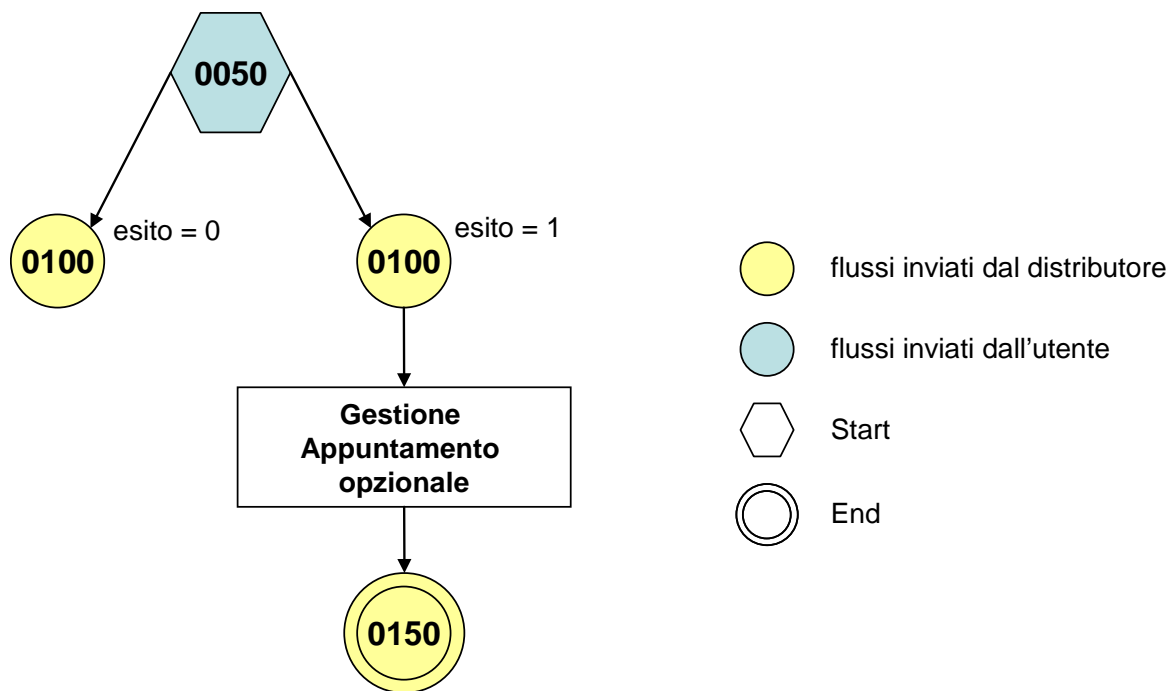 0050
esito = 0
esito = 1
0100
0100
flussi inviati dal distributore
flussi inviati dall'utente
Gestione
Appuntamento
opzionale
Start
End
0150